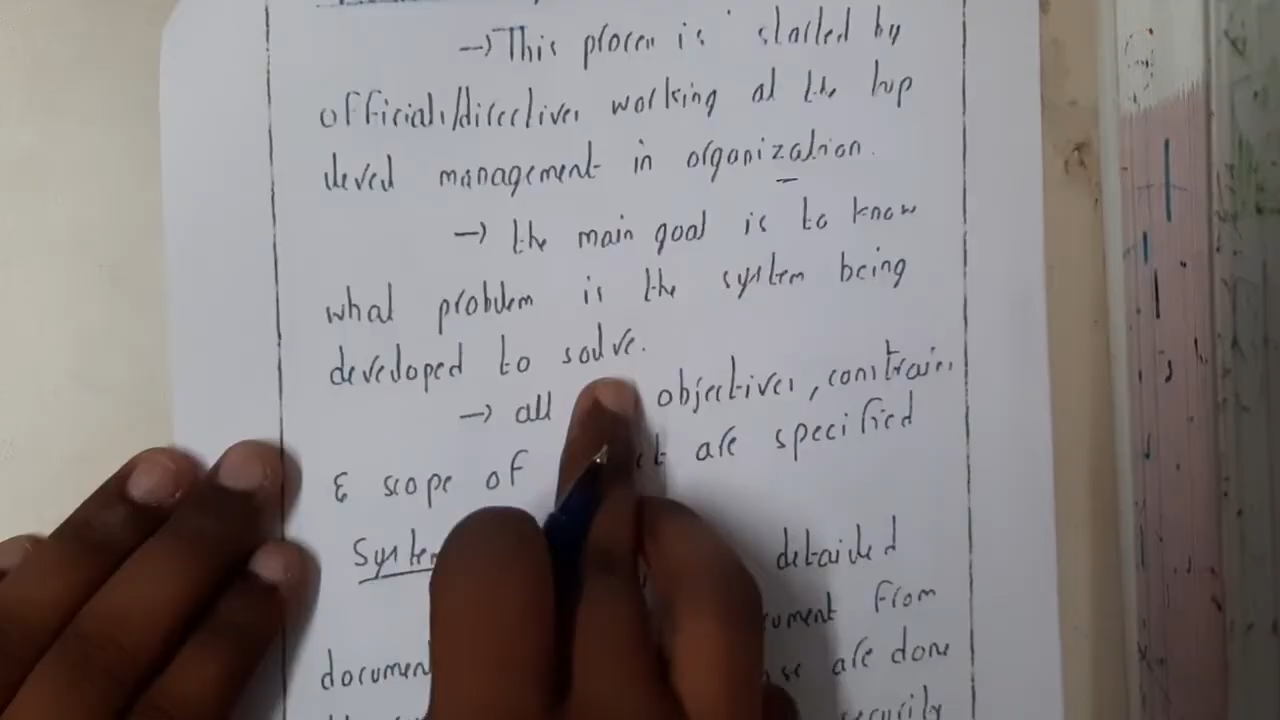 → This process is started by
officials/directives working at the top
level management in organization.
→ the main goal is to know
what problem is the system being
developed to solve.
→ all objectives, constrain
& scope of are specified
System detailed
from
documen are done
security